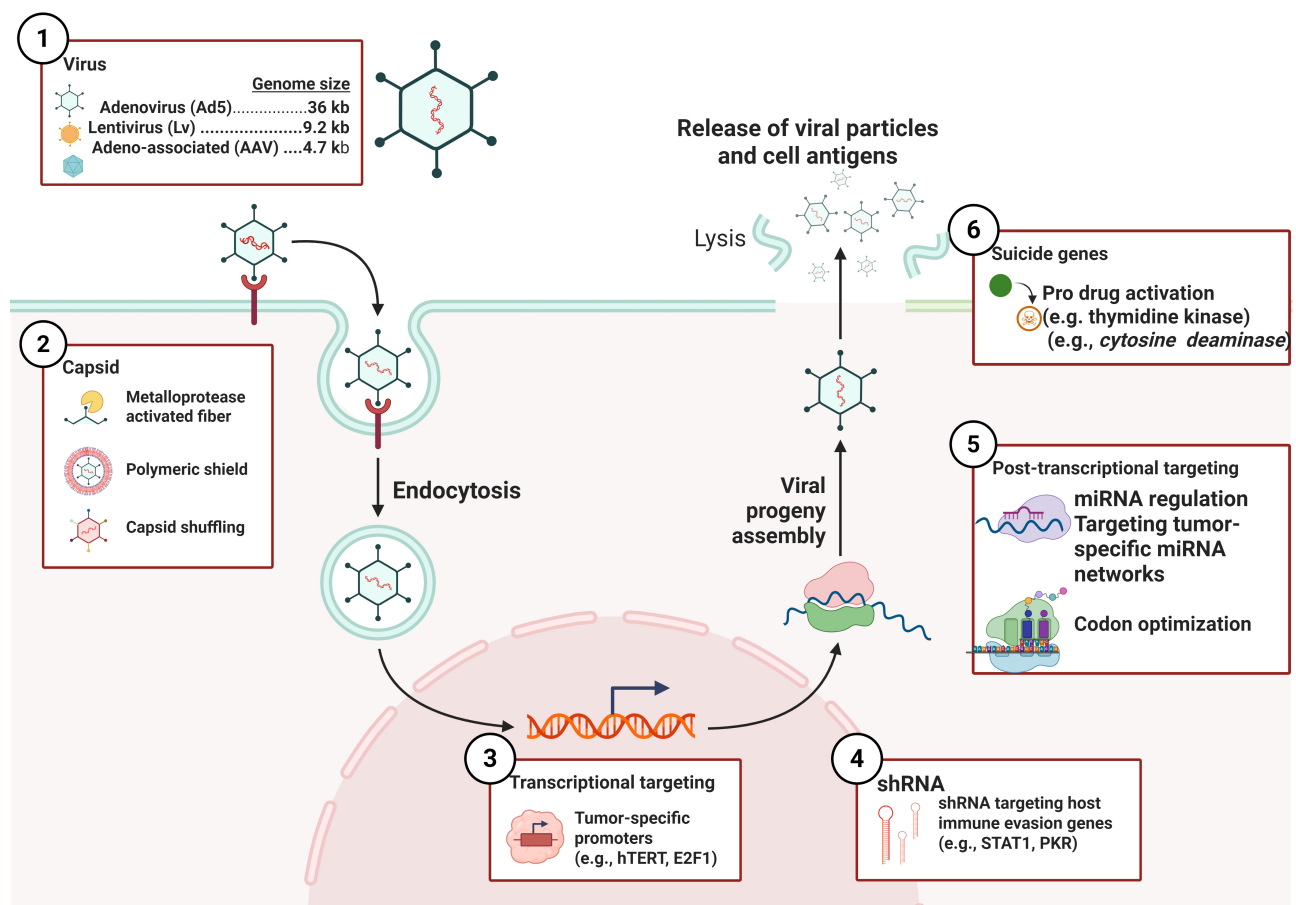 1
Virus
Genome size
Adenovirus (Ad5)................36 kb
Lentivirus (Lv) ......................9.2 kb
Adeno-associated (AAV) ....4.7 kb
Release of viral particles
and cell antigens
Lysis
6
Suicide genes
Pro drug activation
(e.g. thymidine kinase)
(e.g., cytosine deaminase)
2
Capsid
Metalloprotease
activated fiber
Polymeric shield
Capsid shuffling
Endocytosis
Viral
progeny
assembly
5
Post-transcriptional targeting
miRNA regulation
Targeting tumor-
specific miRNA
networks
Codon optimization
3
Transcriptional targeting
Tumor-specific
promoters
(e.g., hTERT, E2F1)
4
shRNA
shRNA targeting host
immune evasion genes
(e.g., STAT1, PKR)